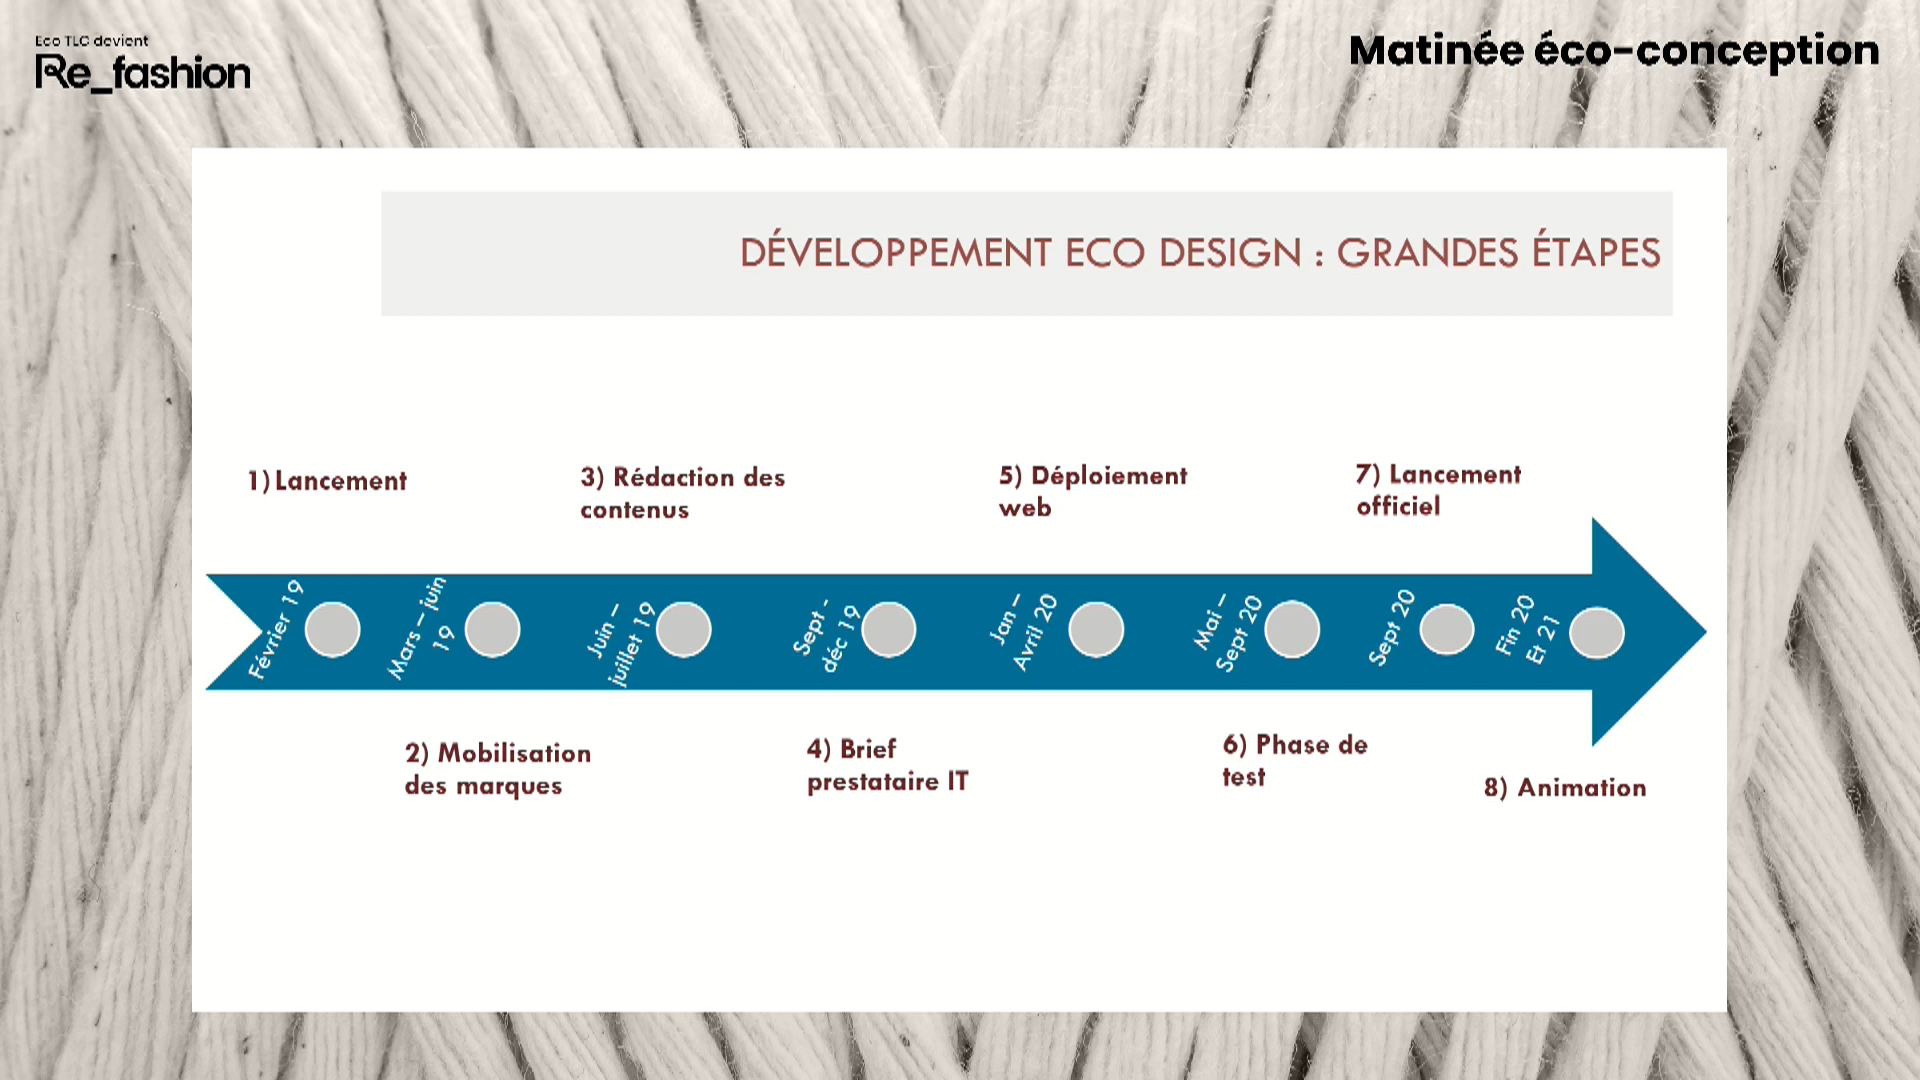 Eco TLC devient
Re_fashion
Matinée éco-conception
DÉVELOPPEMENT ECO DESIGN : GRANDES ÉTAPES
1) Lancement
3) Rédaction des
contenus
5) Déploiement
web
7) Lancement
officiel
Février 19
Mars – juin
19
Juin –
juillet 19
Sept -
déc 19
Jan –
Avril 20
Mai –
Sept 20
Sept 20
Fin 20
Et 21
2) Mobilisation
des marques
4) Brief
prestataire IT
6) Phase de
test
8) Animation